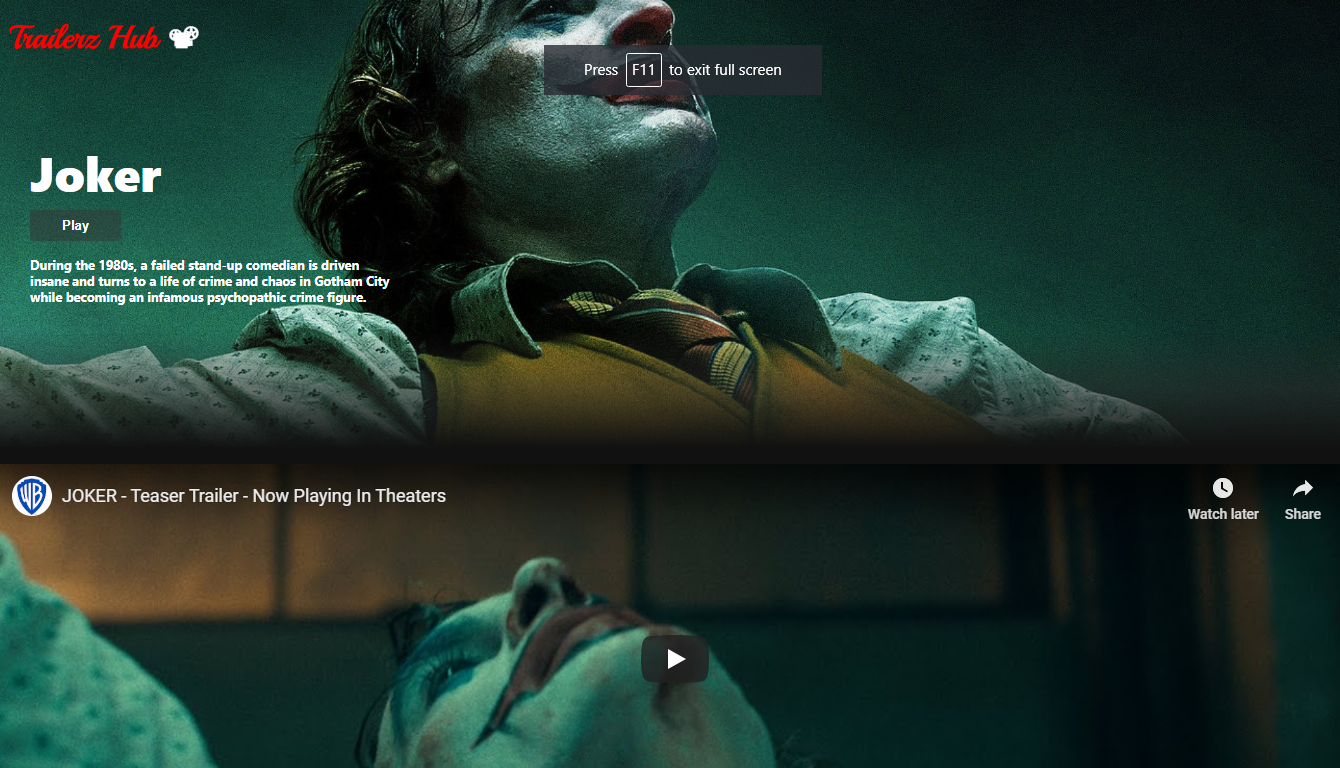 Trailerz Hub
Press F11 to exit full screen
Joker
Play
During the 1980s, a failed stand-up comedian is driven
insane and turns to a life of crime and chaos in Gotham City
while becoming an infamous psychopathic crime figure.
WB
JOKER - Teaser Trailer - Now Playing In Theaters
Watch later
Share